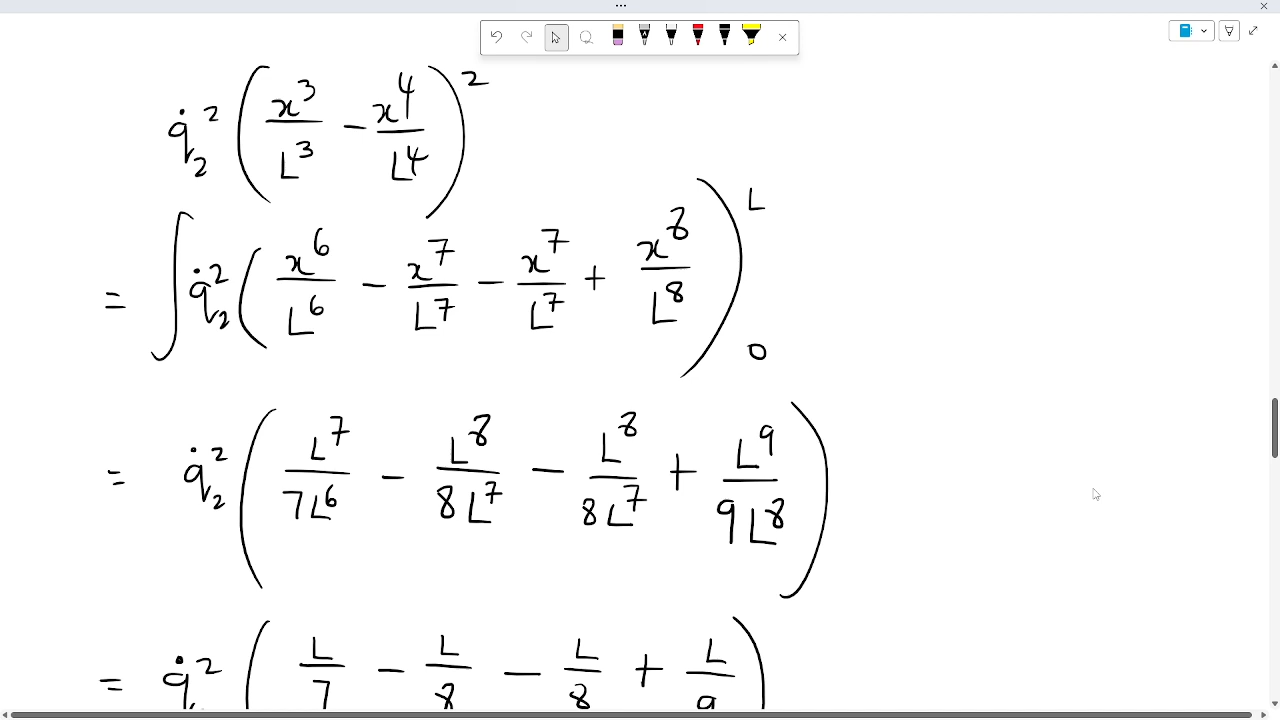 q̇₂² (x³/L³ − x⁴/L⁴)²
= ∫ q̇₂² (x⁶/L⁶ − x⁷/L⁷ − x⁷/L⁷ + x⁸/L⁸)₀ᴸ
= q̇₂² (L⁷/7L⁶ − L⁸/8L⁷ − L⁸/8L⁷ + L⁹/9L⁸)
= q̇₂² (L/7 − L/8 − L/8 + L/9)